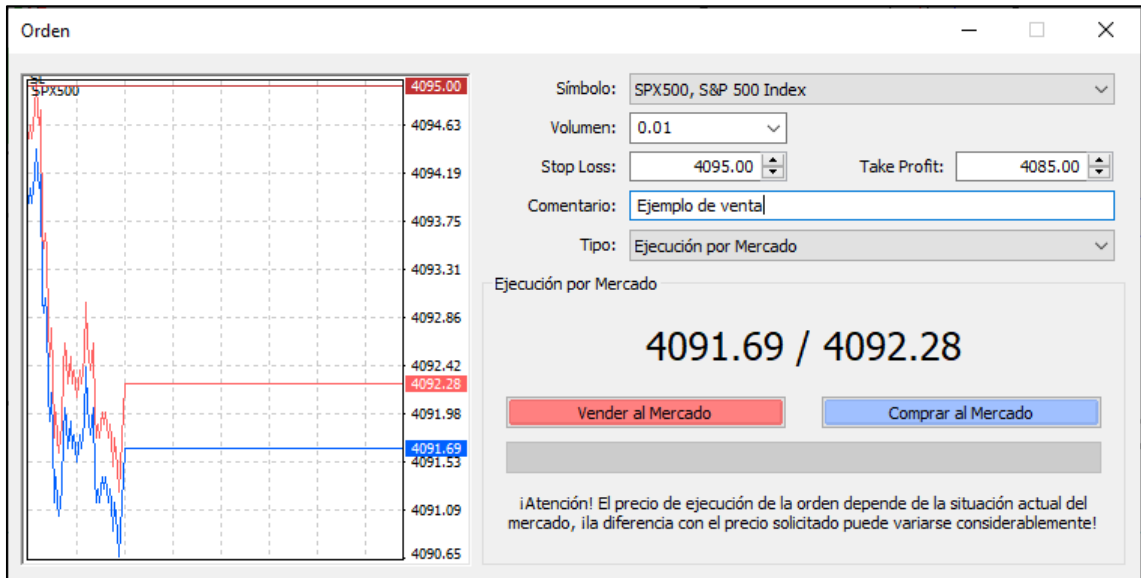 Orden
SL
SPX500
4095.00
4094.63
4094.19
4093.75
4093.31
4092.86
4092.42
4092.28
4091.98
4091.69
4091.53
4091.09
4090.65
Símbolo: SPX500, S&P 500 Index
Volumen: 0.01
Stop Loss: 4095.00 Take Profit: 4085.00
Comentario: Ejemplo de venta
Tipo: Ejecución por Mercado
Ejecución por Mercado
4091.69 / 4092.28
Vender al Mercado Comprar al Mercado
¡Atención! El precio de ejecución de la orden depende de la situación actual del
mercado, ¡la diferencia con el precio solicitado puede variarse considerablemente!